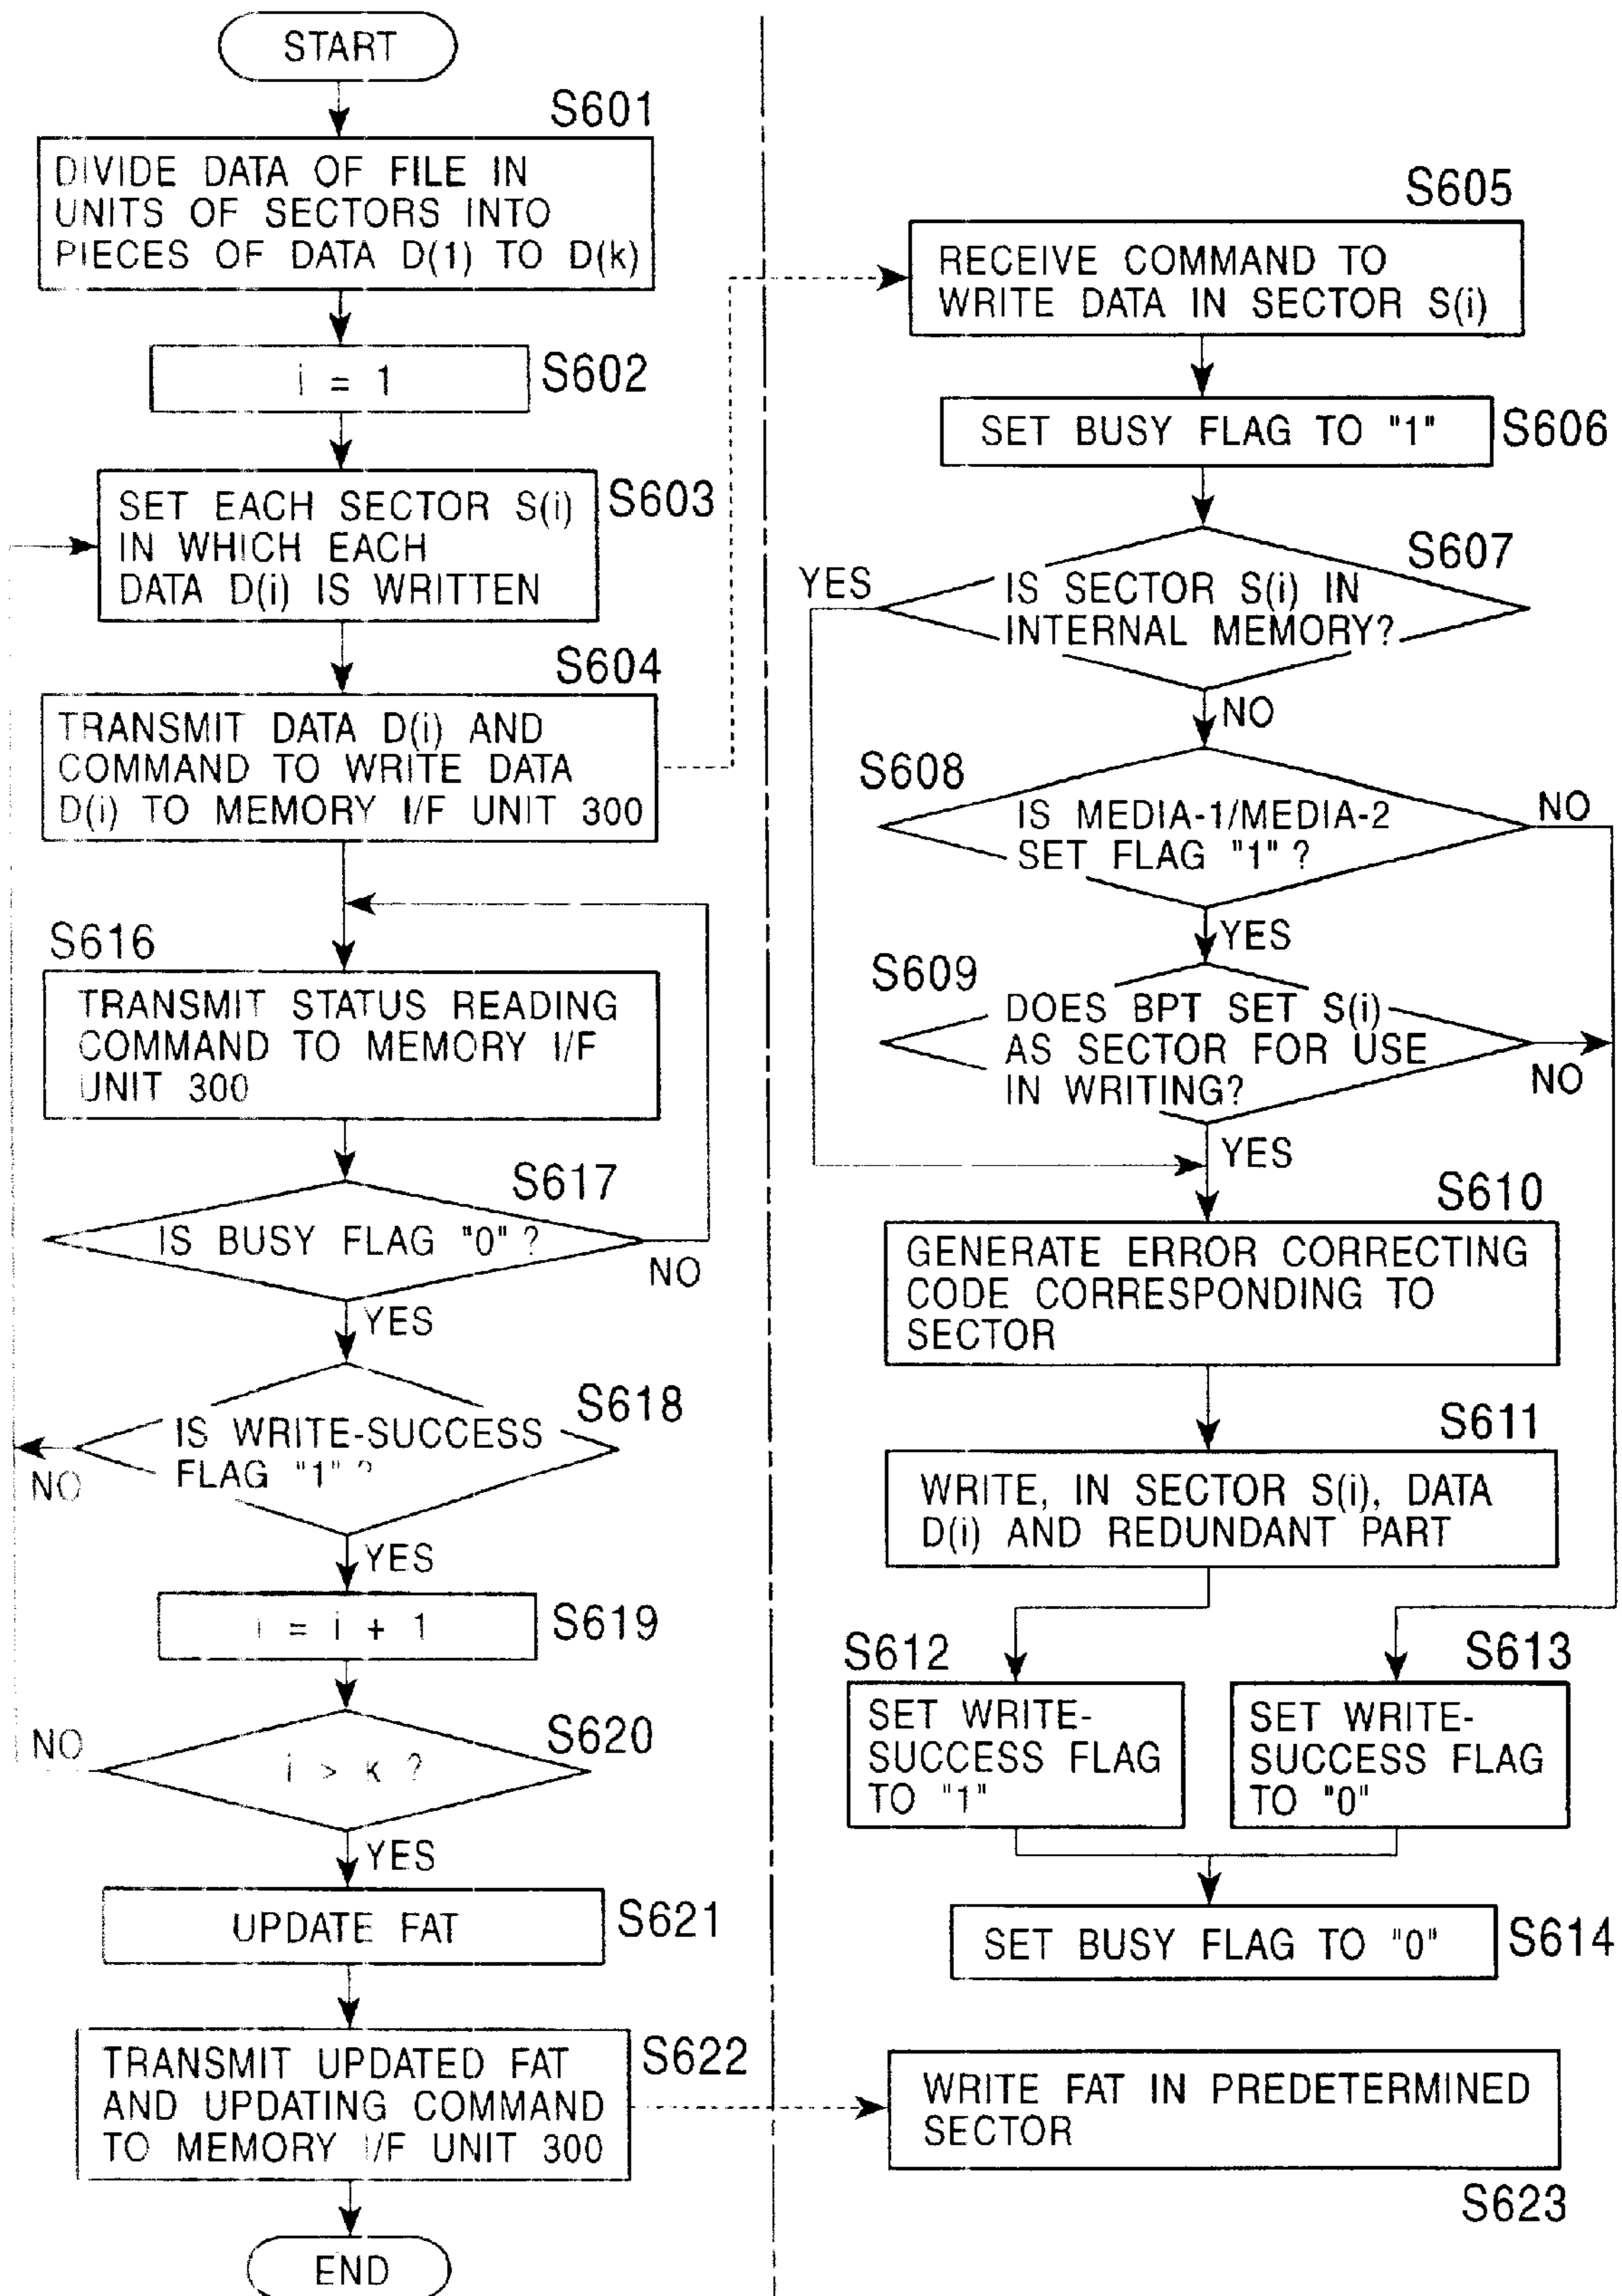 START
S601
DIVIDE DATA OF FILE IN
UNITS OF SECTORS INTO
PIECES OF DATA D(1) TO D(k)
i = 1
S602
SET EACH SECTOR S(i)
IN WHICH EACH
DATA D(i) IS WRITTEN
S603
S604
TRANSMIT DATA D(i) AND
COMMAND TO WRITE DATA
D(i) TO MEMORY I/F UNIT 300
S616
TRANSMIT STATUS READING
COMMAND TO MEMORY I/F
UNIT 300
S617
IS BUSY FLAG "0" ?
NO
YES
S618
IS WRITE-SUCCESS
FLAG "1" ?
NO
YES
i = i + 1
S619
S620
NO
i > k ?
YES
UPDATE FAT
S621
TRANSMIT UPDATED FAT
AND UPDATING COMMAND
TO MEMORY I/F UNIT 300
S622
END
S605
RECEIVE COMMAND TO
WRITE DATA IN SECTOR S(i)
SET BUSY FLAG TO "1"
S606
S607
YES
IS SECTOR S(i) IN
INTERNAL MEMORY?
NO
S608
IS MEDIA-1/MEDIA-2
SET FLAG "1" ?
NO
YES
S609
DOES BPT SET S(i)
AS SECTOR FOR USE
IN WRITING?
NO
YES
S610
GENERATE ERROR CORRECTING
CODE CORRESPONDING TO
SECTOR
S611
WRITE, IN SECTOR S(i), DATA
D(i) AND REDUNDANT PART
S612
SET WRITE-
SUCCESS FLAG
TO "1"
S613
SET WRITE-
SUCCESS FLAG
TO "0"
SET BUSY FLAG TO "0"
S614
WRITE FAT IN PREDETERMINED
SECTOR
S623